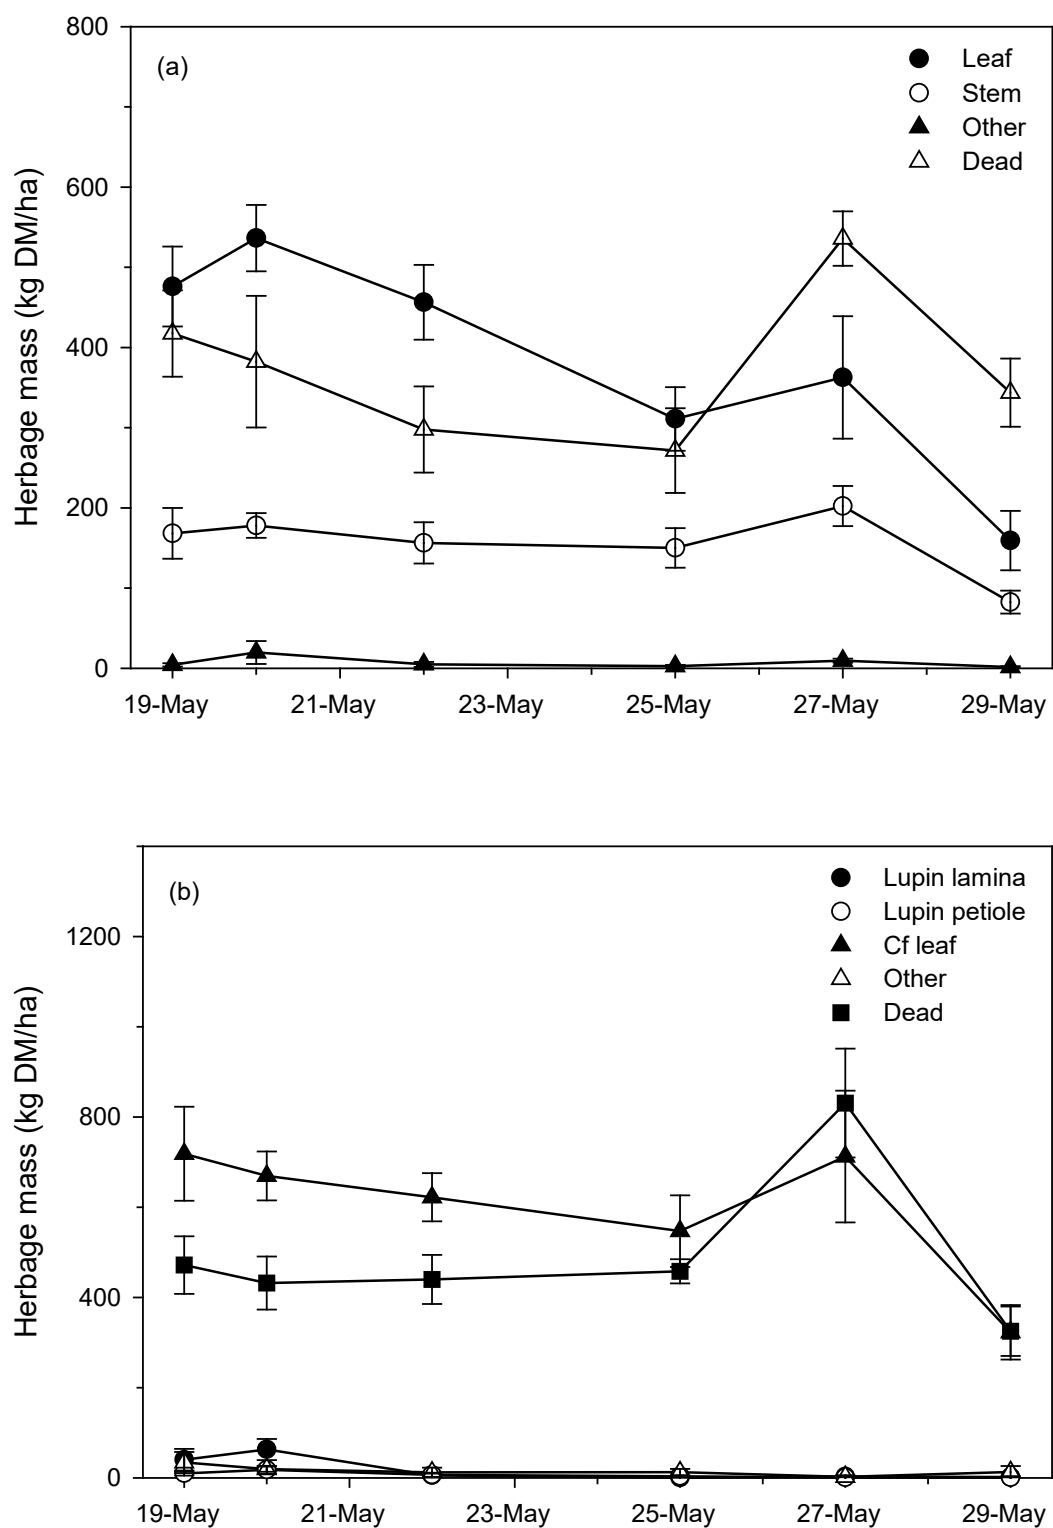 800
(a)
Leaf
Stem
Other
Dead
600
400
200
0
Herbage mass (kg DM/ha)
19-May 21-May 23-May 25-May 27-May 29-May
(b)
Lupin lamina
Lupin petiole
Cf leaf
Other
Dead
1200
800
400
0
Herbage mass (kg DM/ha)
19-May 21-May 23-May 25-May 27-May 29-May